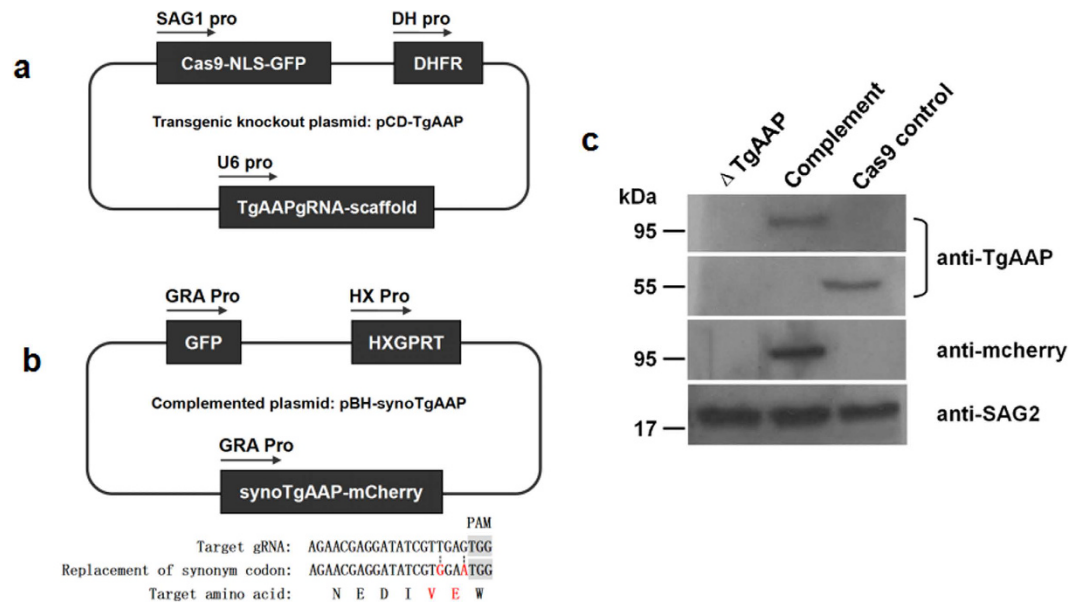 a
SAG1 pro
DH pro
Cas9-NLS-GFP
DHFR
Transgenic knockout plasmid: pCD-TgAAP
U6 pro
TgAAPgRNA-scaffold
b
GRA Pro
HX Pro
GFP
HXGPRT
Complemented plasmid: pBH-synoTgAAP
GRA Pro
synoTgAAP-mCherry
PAM
Target gRNA: AGAACGAGGATATCGTTGAGTGG
Replacement of synonym codon: AGAACGAGGATATCGTGGAATGG
Target amino acid: N E D I V E W
c
Δ TgAAP
Complement
Cas9 control
kDa
95
anti-TgAAP
55
95
anti-mcherry
17
anti-SAG2